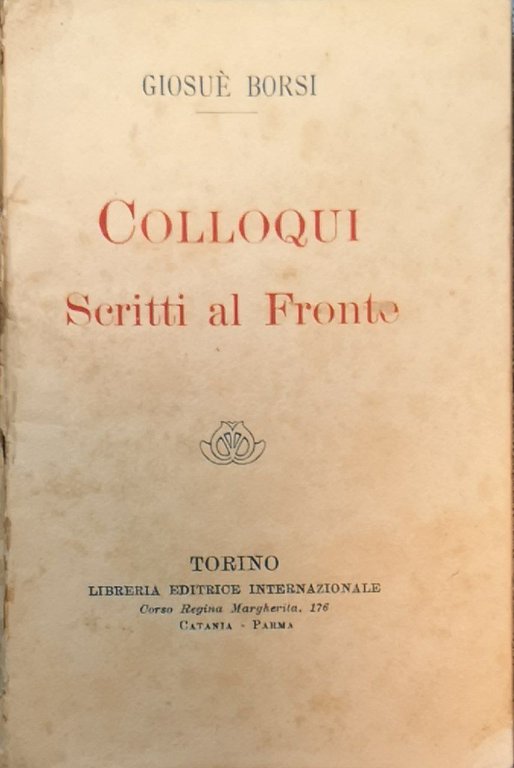 GIOSUÈ BORSI
COLLOQUI
Scritti al Fronte
TORINO
LIBRERIA EDITRICE INTERNAZIONALE
Corso Regina Margherita, 176
CATANIA - PARMA